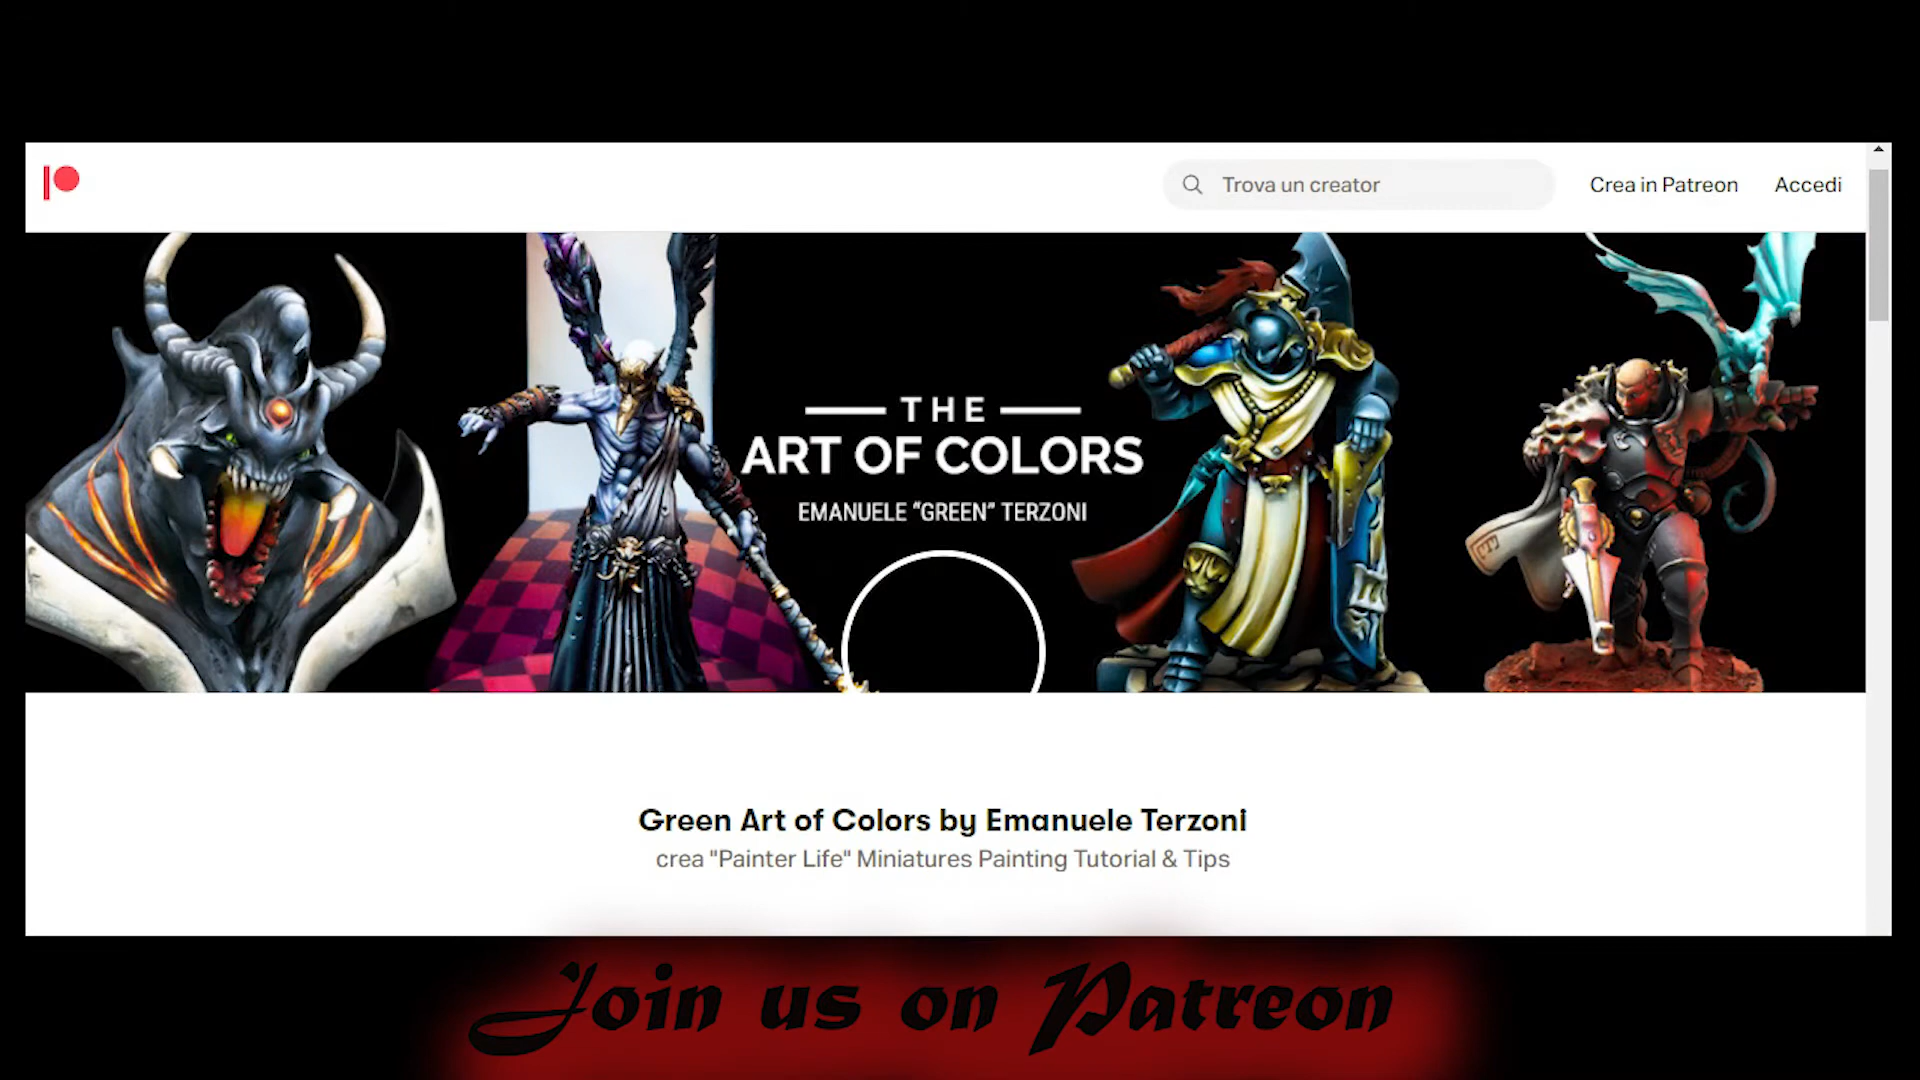 Trova un creator
Crea in Patreon
Accedi
THE
ART OF COLORS
EMANUELE “GREEN” TERZONI
Green Art of Colors by Emanuele Terzoni
crea "Painter Life" Miniatures Painting Tutorial & Tips
Join us on Patreon